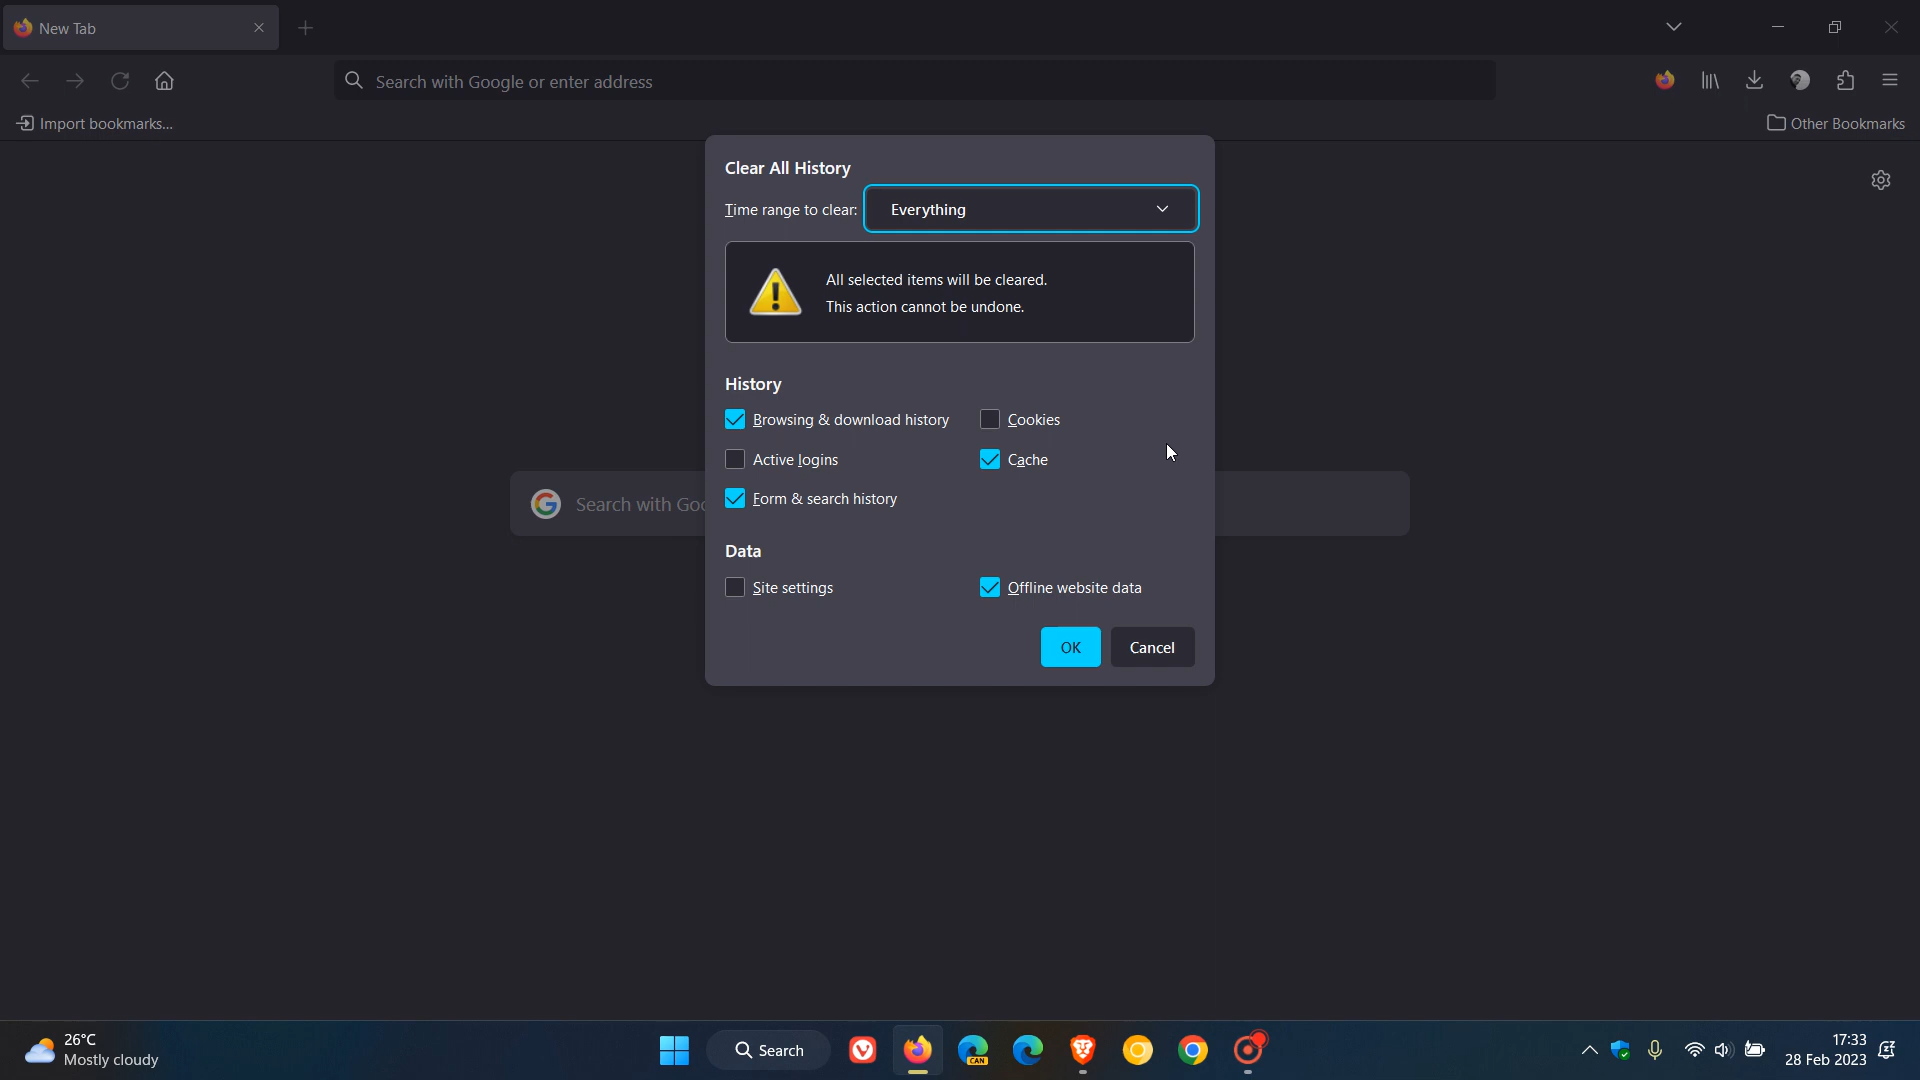 New Tab
Search with Google or enter address
Import bookmarks...
Other Bookmarks
Clear All History
Time range to clear: Everything
All selected items will be cleared.
This action cannot be undone.
History
Browsing & download history
Cookies
Active logins
Cache
Form & search history
Search with Goo
Data
Site settings
Offline website data
OK
Cancel
26°C
Mostly cloudy
Search
CAN
17:33
28 Feb 2023